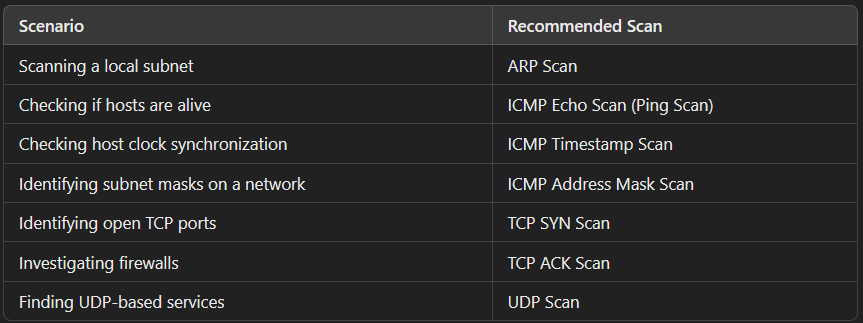 Scenario Recommended Scan
Scanning a local subnet ARP Scan
Checking if hosts are alive ICMP Echo Scan (Ping Scan)
Checking host clock synchronization ICMP Timestamp Scan
Identifying subnet masks on a network ICMP Address Mask Scan
Identifying open TCP ports TCP SYN Scan
Investigating firewalls TCP ACK Scan
Finding UDP-based services UDP Scan